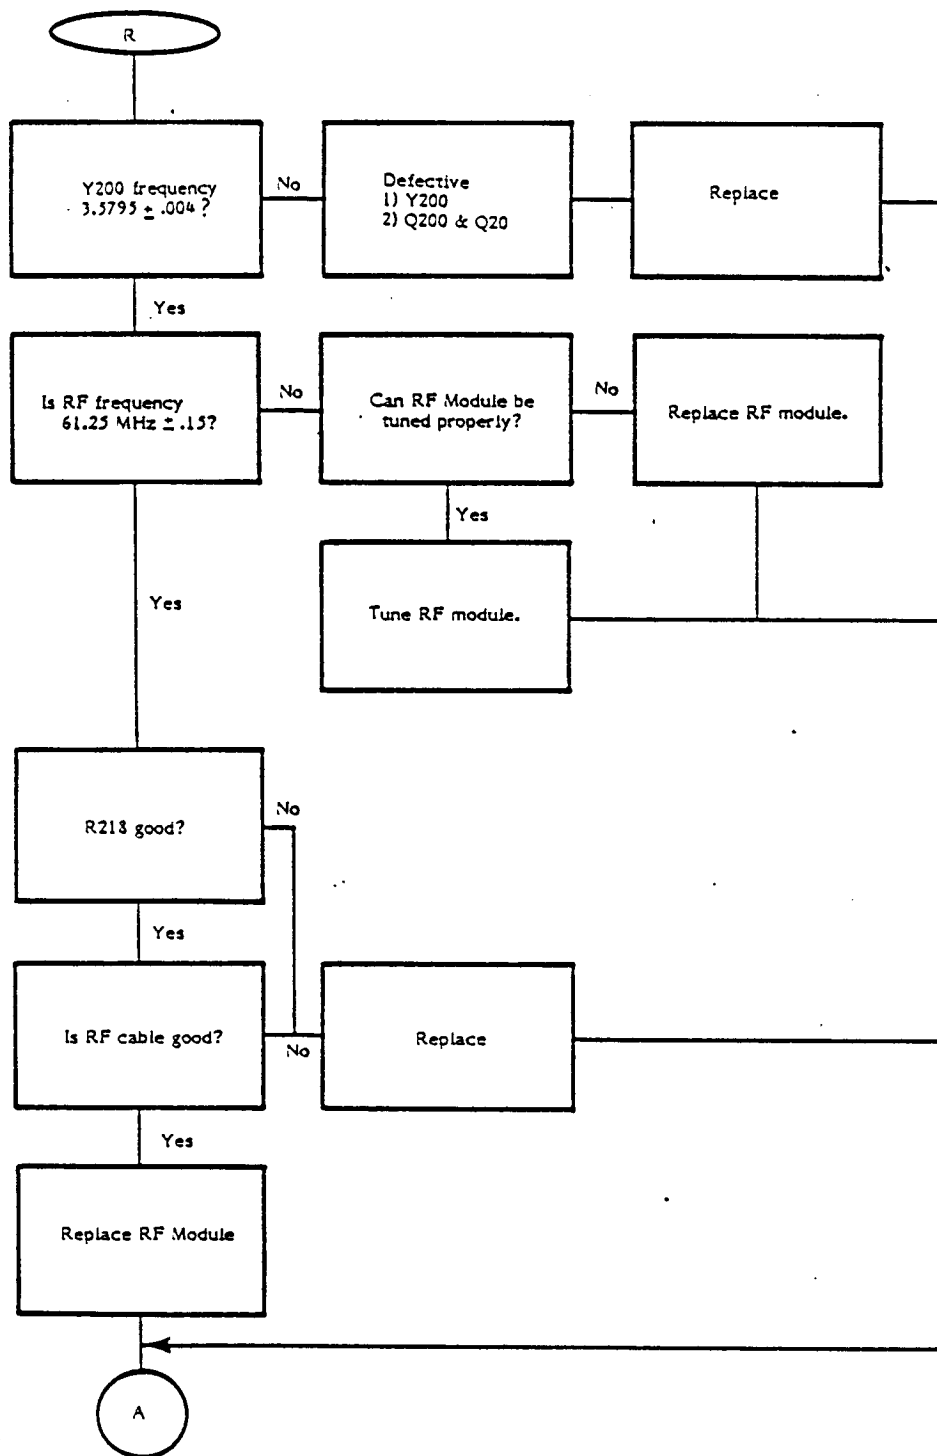 R
Y200 frequency
3.5795 ± .004?
No
Defective
1) Y200
2) Q200 & Q20
Replace
Yes
Is RF frequency
61.25 MHz ± .15?
No
Can RF Module be
tuned properly?
No
Replace RF module.
Yes
Yes
Tune RF module.
R218 good?
No
Yes
Is RF cable good?
No
Replace
Yes
Replace RF Module
A